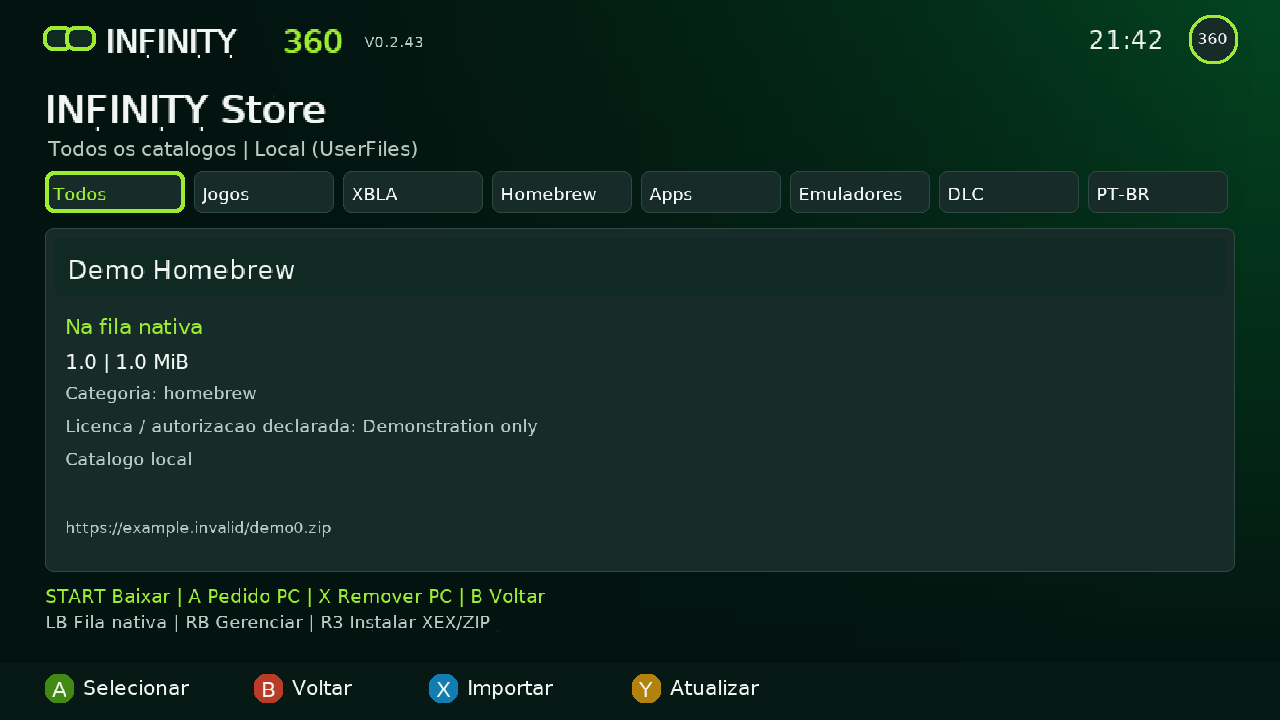 INFINITY 360 V0.2.43 21:42 360
INFINITY Store
Todos os catalogos | Local (UserFiles)
Todos Jogos XBLA Homebrew Apps Emuladores DLC PT-BR
Demo Homebrew
Na fila nativa
1.0 | 1.0 MiB
Categoria: homebrew
Licenca / autorizacao declarada: Demonstration only
Catalogo local
https://example.invalid/demo0.zip
START Baixar | A Pedido PC | X Remover PC | B Voltar
LB Fila nativa | RB Gerenciar | R3 Instalar XEX/ZIP
A Selecionar B Voltar X Importar Y Atualizar